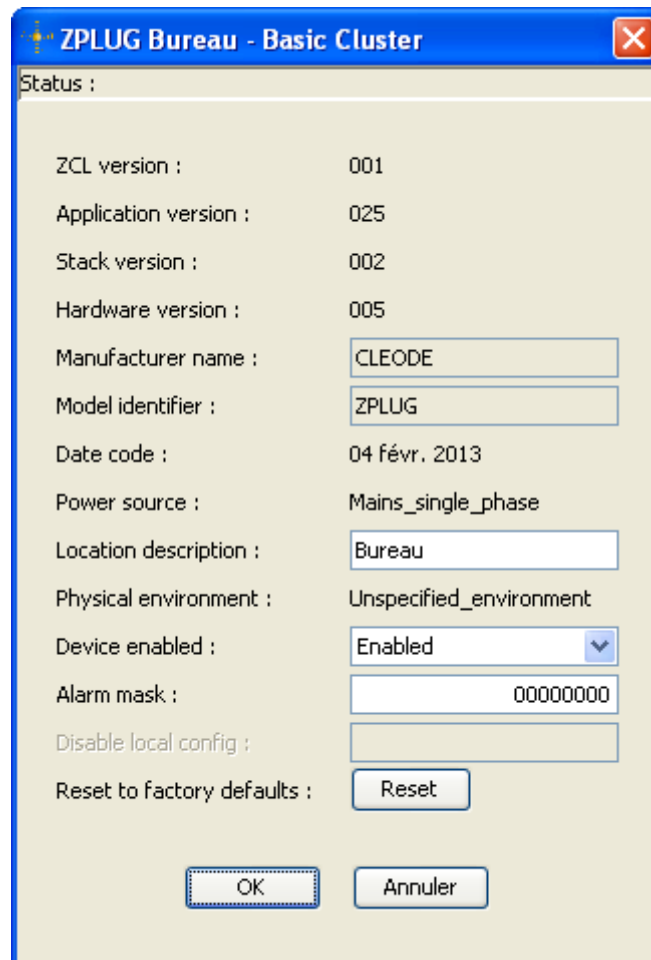 ZPLUG Bureau - Basic Cluster
Status :
ZCL version : 001
Application version : 025
Stack version : 002
Hardware version : 005
Manufacturer name : CLEODE
Model identifier : ZPLUG
Date code : 04 févr. 2013
Power source : Mains_single_phase
Location description : Bureau
Physical environment : Unspecified_environment
Device enabled : Enabled
Alarm mask : 00000000
Disable local config :
Reset to factory defaults : Reset
OK Annuler